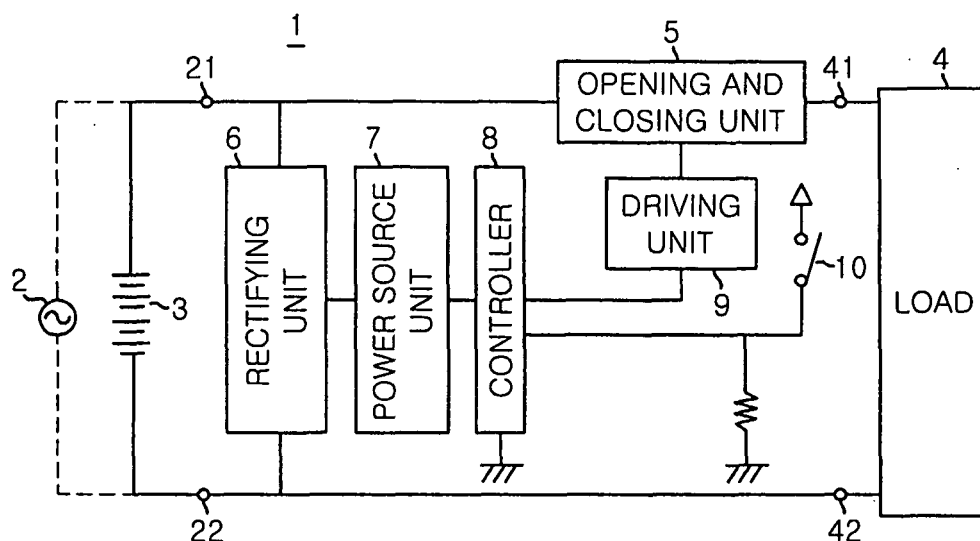 1
5
21
OPENING AND
CLOSING UNIT
41
4
6
7
8
RECTIFYING
UNIT
POWER SOURCE
UNIT
CONTROLLER
DRIVING
UNIT
9
10
2
3
LOAD
22
42